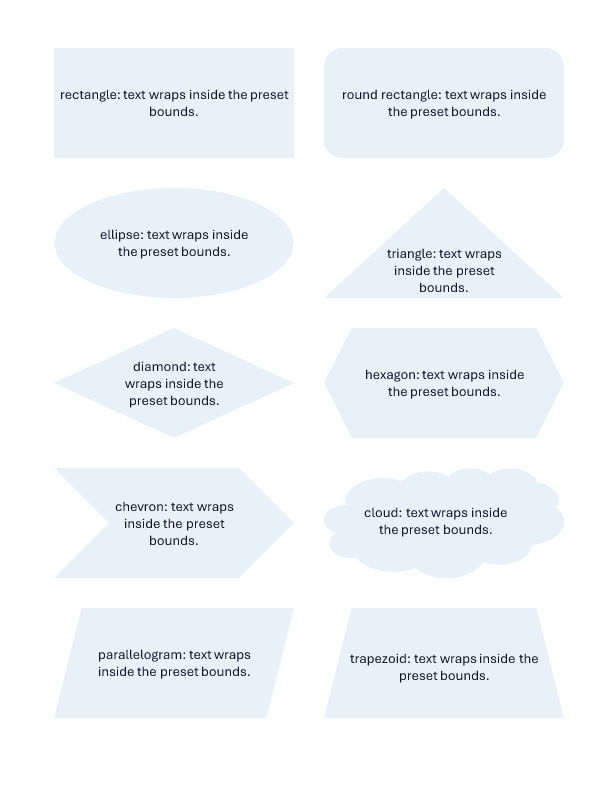 rectangle: text wraps inside the preset
bounds.
round rectangle: text wraps inside
the preset bounds.
ellipse: text wraps inside
the preset bounds.
triangle: text wraps
inside the preset
bounds.
diamond: text
wraps inside the
preset bounds.
hexagon: text wraps inside
the preset bounds.
chevron: text wraps
inside the preset
bounds.
cloud: text wraps inside
the preset bounds.
parallelogram: text wraps
inside the preset bounds.
trapezoid: text wraps inside the
preset bounds.